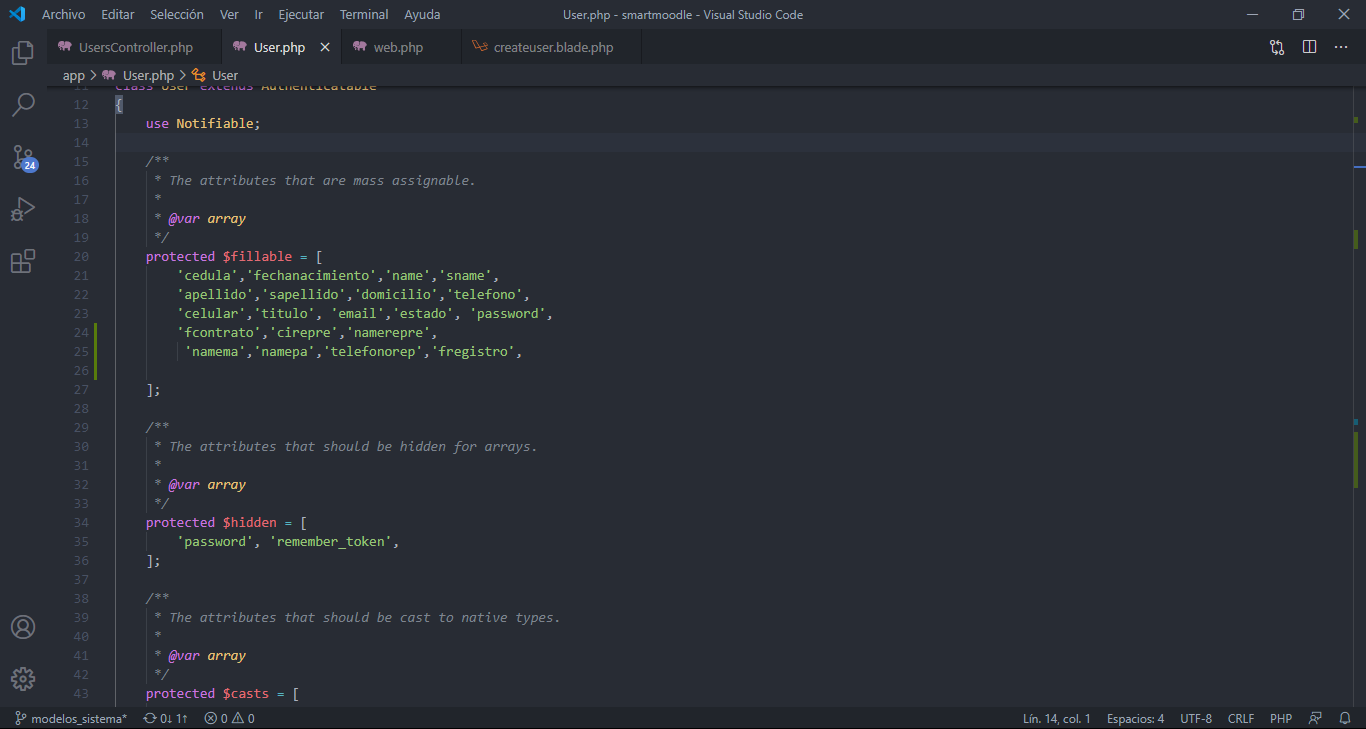 Archivo Editar Selección Ver Ir Ejecutar Terminal Ayuda User.php - smartmoodle - Visual Studio Code
UsersController.php User.php web.php createuser.blade.php
app > User.php > User
11 class User extends Authenticatable
12 {
13 use Notifiable;
14
15 /**
16 * The attributes that are mass assignable.
17 *
18 * @var array
19 */
20 protected $fillable = [
21 'cedula','fechanacimiento','name','sname',
22 'apellido','sapellido','domicilio','telefono',
23 'celular','titulo', 'email','estado', 'password',
24 'fcontrato','cirepre','namerepre',
25 'namema','namepa','telefonorep','fregistro',
26
27 ];
28
29 /**
30 * The attributes that should be hidden for arrays.
31 *
32 * @var array
33 */
34 protected $hidden = [
35 'password', 'remember_token',
36 ];
37
38 /**
39 * The attributes that should be cast to native types.
40 *
41 * @var array
42 */
43 protected $casts = [
24
modelos_sistema* 0↓ 1↑ 0 0 Lín. 14, col. 1 Espacios: 4 UTF-8 CRLF PHP